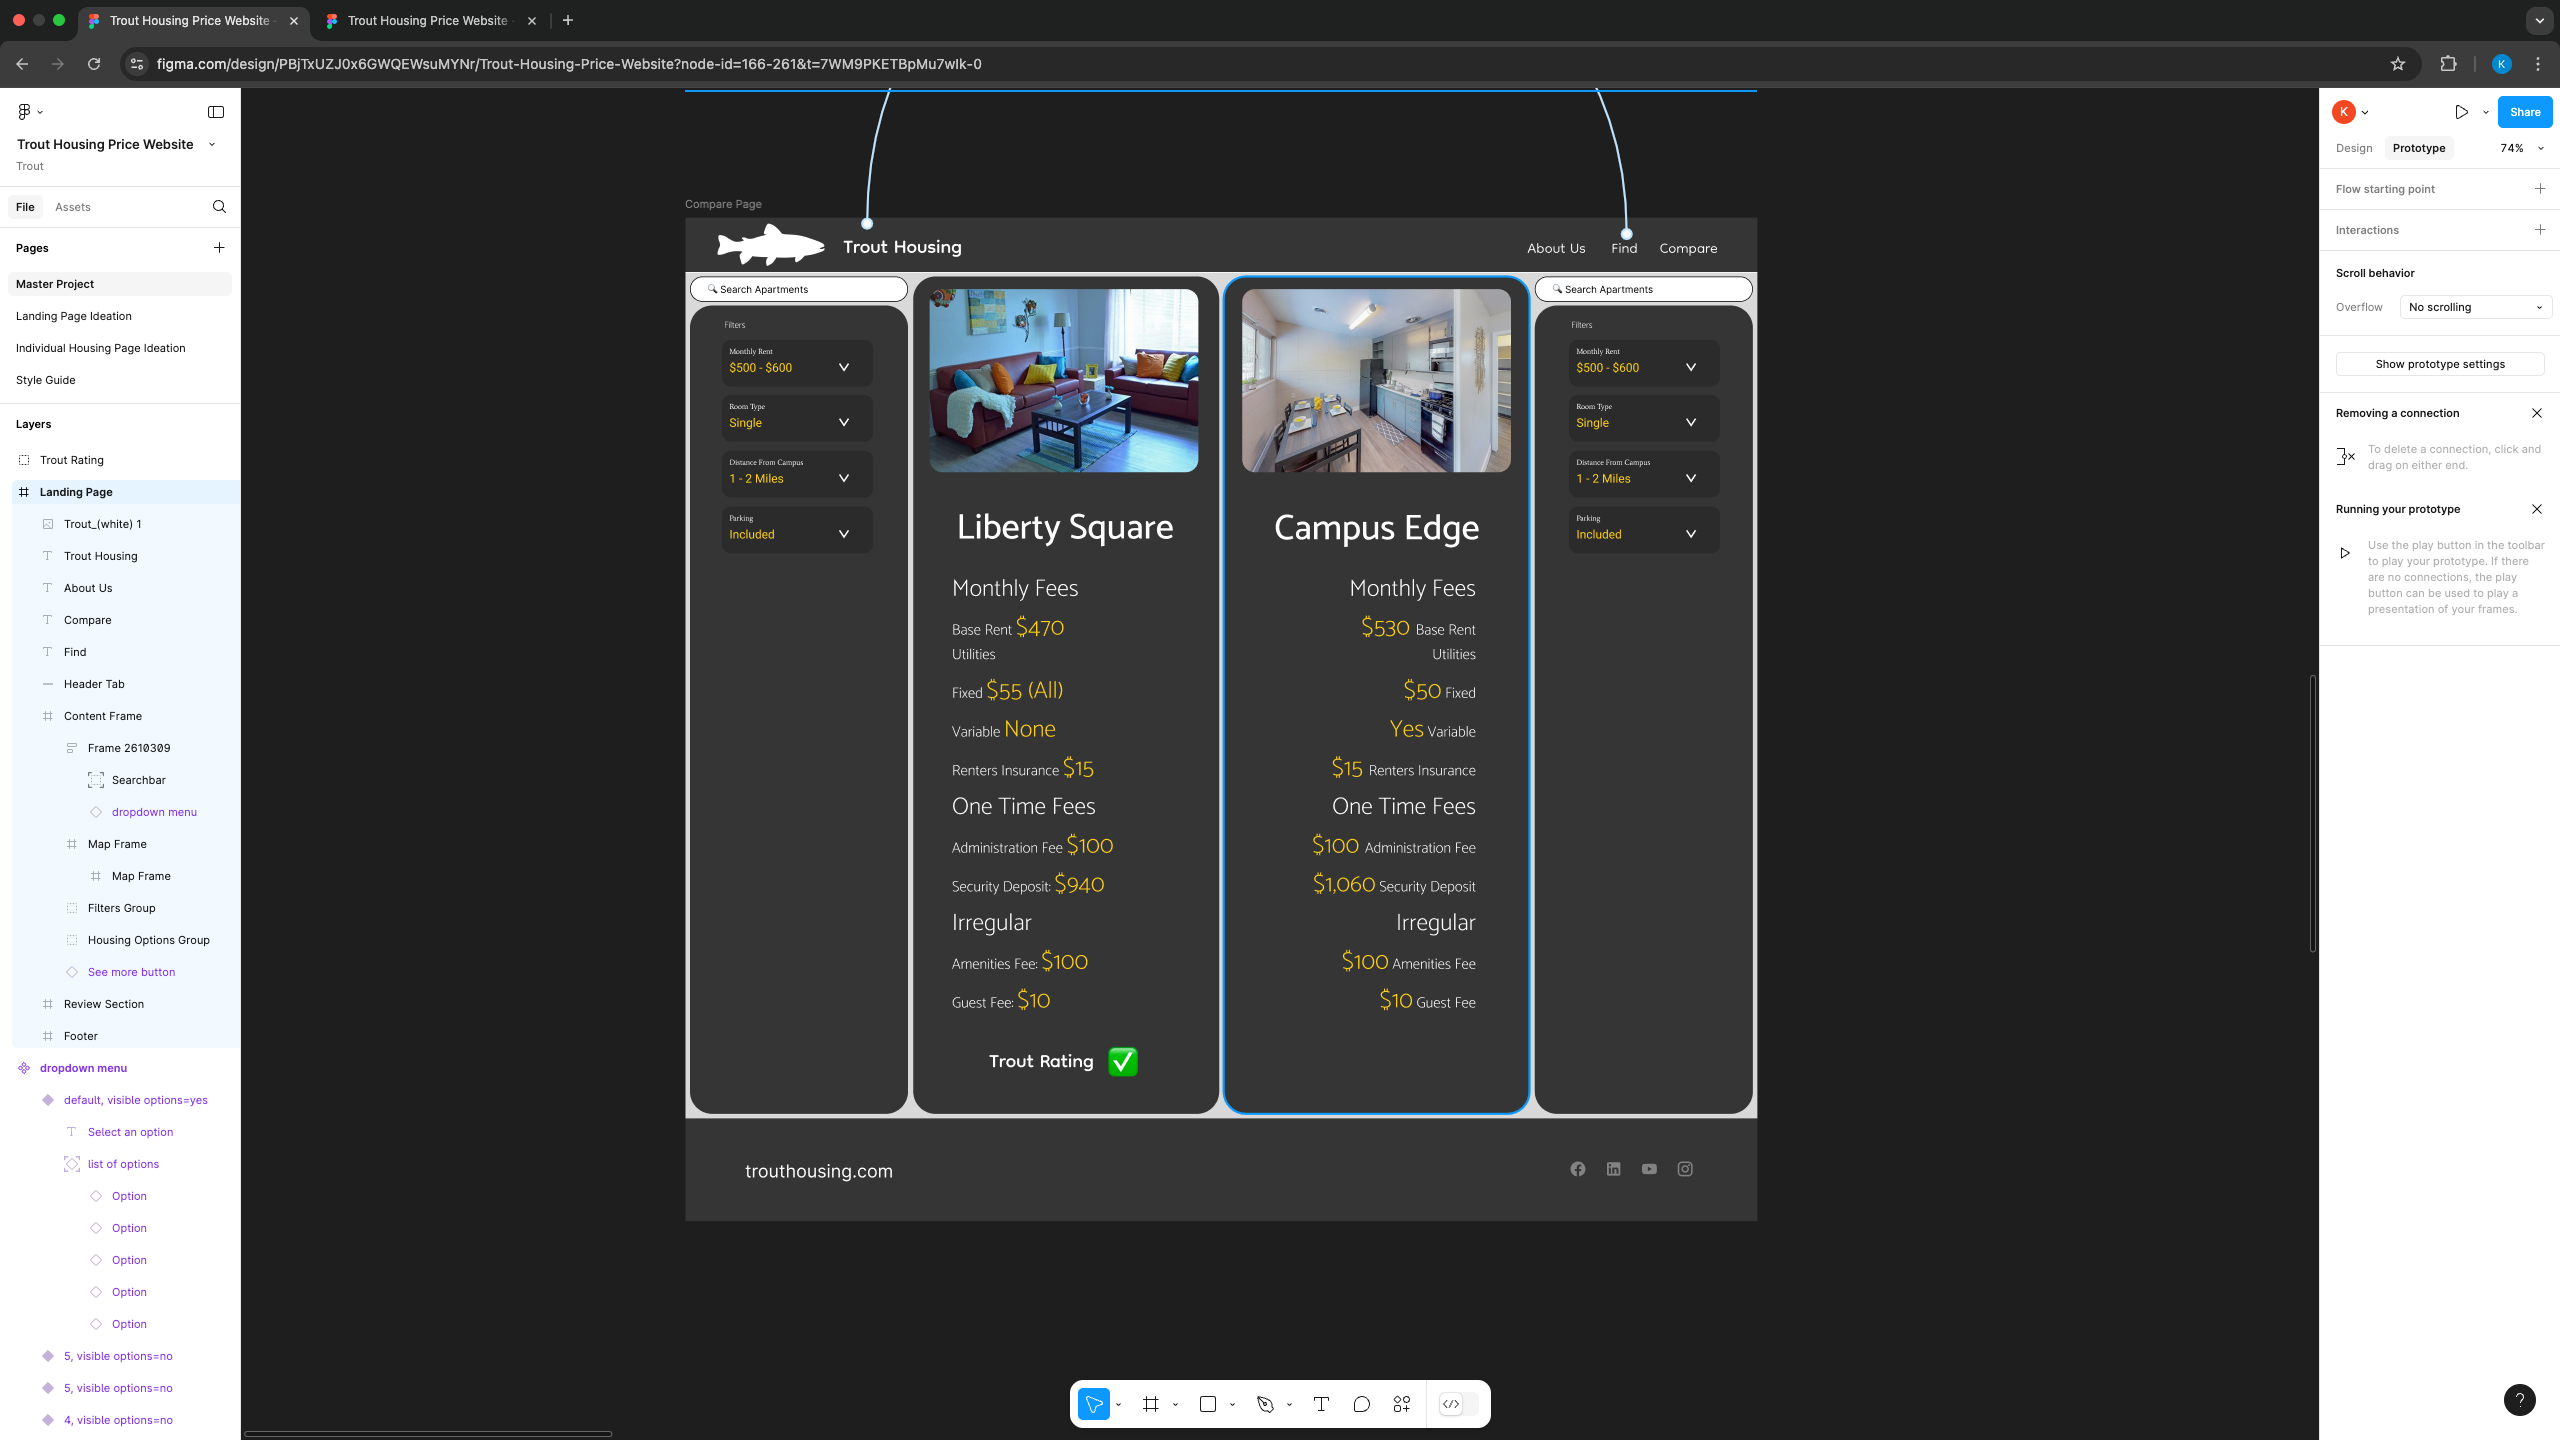 Trout Housing Price Website
Trout Housing Price Website
figma.com/design/PBjTxUZJ0x6GWQEWsuMYNr/Trout-Housing-Price-Website?node-id=166-261&t=7WM9PKETBpMu7wIk-0
K
Trout Housing Price Website
Trout
File
Assets
Pages
Master Project
Landing Page Ideation
Individual Housing Page Ideation
Style Guide
Layers
Trout Rating
Landing Page
Trout_(white) 1
Trout Housing
About Us
Compare
Find
Header Tab
Content Frame
Frame 2610309
Searchbar
dropdown menu
Map Frame
Map Frame
Filters Group
Housing Options Group
See more button
Review Section
Footer
dropdown menu
default, visible options=yes
Select an option
list of options
Option
Option
Option
Option
Option
5, visible options=no
5, visible options=no
4, visible options=no
Compare Page
Trout Housing
About Us
Find
Compare
Search Apartments
Filters
Monthly Rent
$500 - $600
Room Type
Single
Distance From Campus
1 - 2 Miles
Parking
Included
Liberty Square
Monthly Fees
Base Rent $470
Utilities
Fixed $55 (All)
Variable None
Renters Insurance $15
One Time Fees
Administration Fee $100
Security Deposit: $940
Irregular
Amenities Fee: $100
Guest Fee: $10
Trout Rating
Campus Edge
Monthly Fees
$530 Base Rent
Utilities
$50 Fixed
Yes Variable
$15 Renters Insurance
One Time Fees
$100 Administration Fee
$1,060 Security Deposit
Irregular
$100 Amenities Fee
$10 Guest Fee
Search Apartments
Filters
Monthly Rent
$500 - $600
Room Type
Single
Distance From Campus
1 - 2 Miles
Parking
Included
trouthousing.com
K
Share
Design
Prototype
74%
Flow starting point
Interactions
Scroll behavior
Overflow
No scrolling
Show prototype settings
Removing a connection
To delete a connection, click and
drag on either end.
Running your prototype
Use the play button in the toolbar
to play your prototype. If there
are no connections, the play
button can be used to play a
presentation of your frames.
?